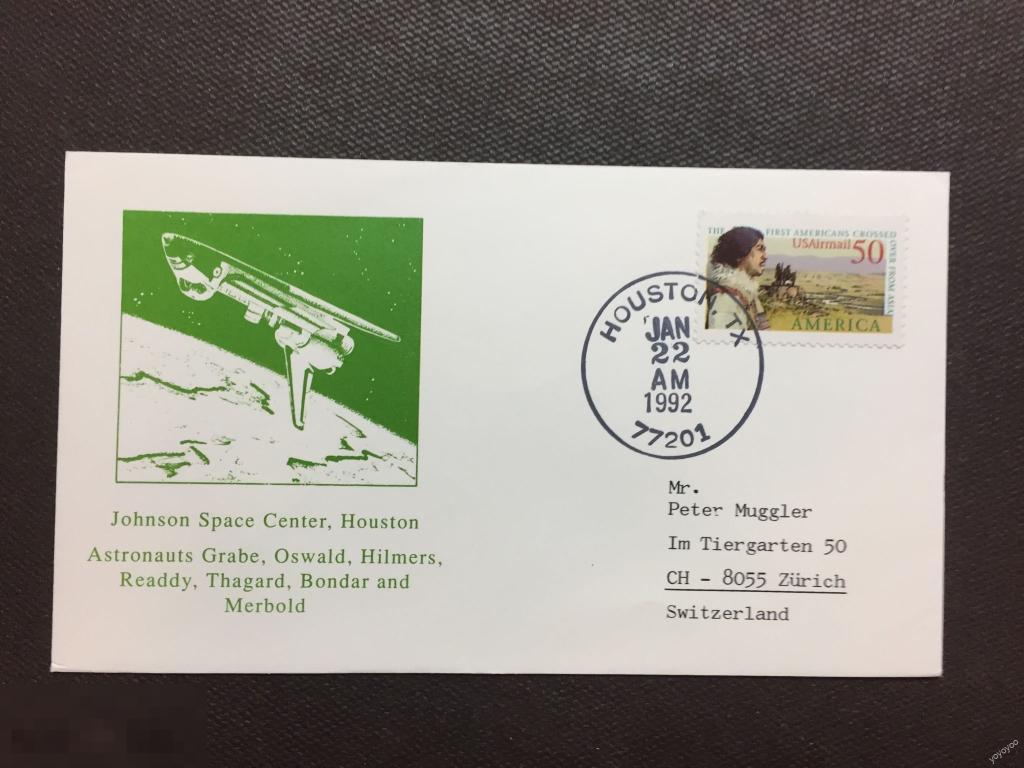 THE FIRST AMERICANS CROSSED OVER FROM ASIA
USAirmail 50
AMERICA
HOUSTON, TX
JAN
22
AM
1992
77201
Johnson Space Center, Houston
Astronauts Grabe, Oswald, Hilmers,
Readdy, Thagard, Bondar and
Merbold
Mr.
Peter Muggler
Im Tiergarten 50
CH - 8055 Zürich
Switzerland
yoyoyoo